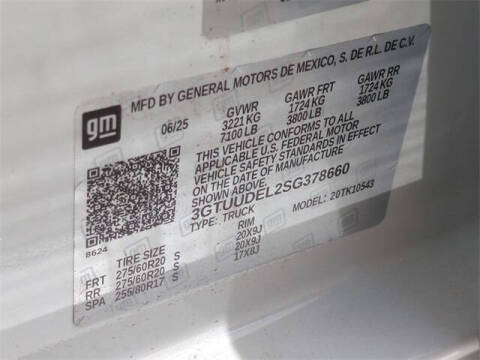 MFD BY GENERAL MOTORS DE MEXICO, S. DE R.L. DE C.V.
gm
06/25 GVWR GAWR FRT GAWR RR
3221 KG 1724 KG 1724 KG
7100 LB 3800 LB 3800 LB
THIS VEHICLE CONFORMS TO ALL
APPLICABLE U.S. FEDERAL MOTOR
VEHICLE SAFETY STANDARDS IN EFFECT
ON THE DATE OF MANUFACTURE
SHOWN ABOVE.
3GTUUDEL2SG378660
TYPE: TRUCK MODEL: 20TK10543
8624
TIRE SIZE RIM
FRT 275/60R20 S 20X9J
RR 275/60R20 S 20X9J
SPA 255/80R17 S 17X8J